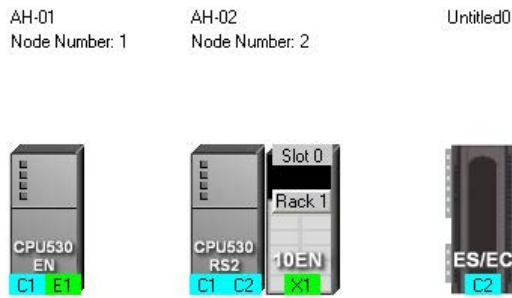 AH-01
Node Number: 1
AH-02
Node Number: 2
Untitled0
CPU530
EN
C1 E1
CPU530
RS2
C1 C2
Slot 0
Rack 1
10EN
X1
ES/EC
C2